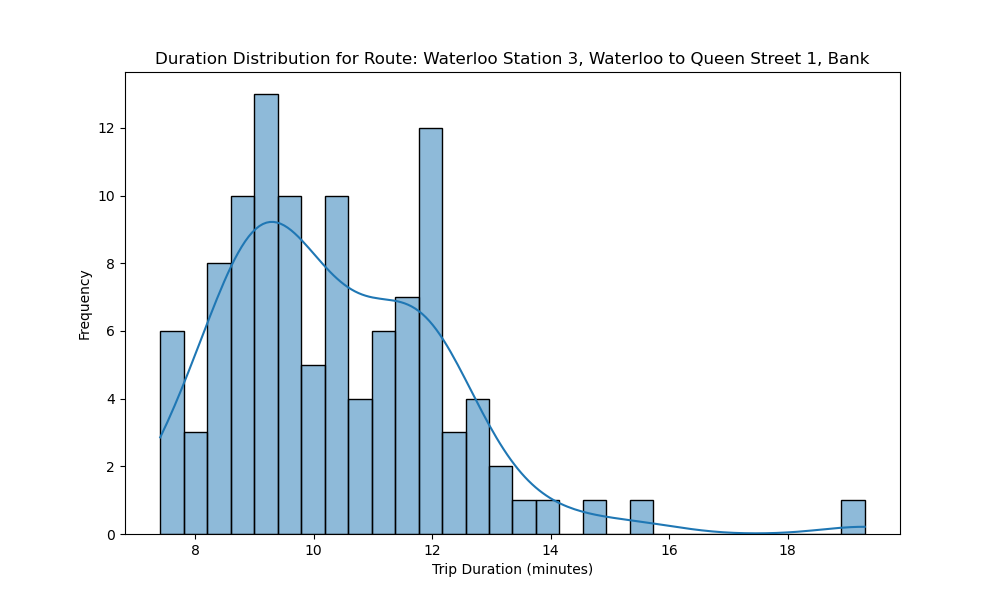 Duration Distribution for Route: Waterloo Station 3, Waterloo to Queen Street 1, Bank
12
10
8
6
4
2
0
Frequency
8 10 12 14 16 18
Trip Duration (minutes)